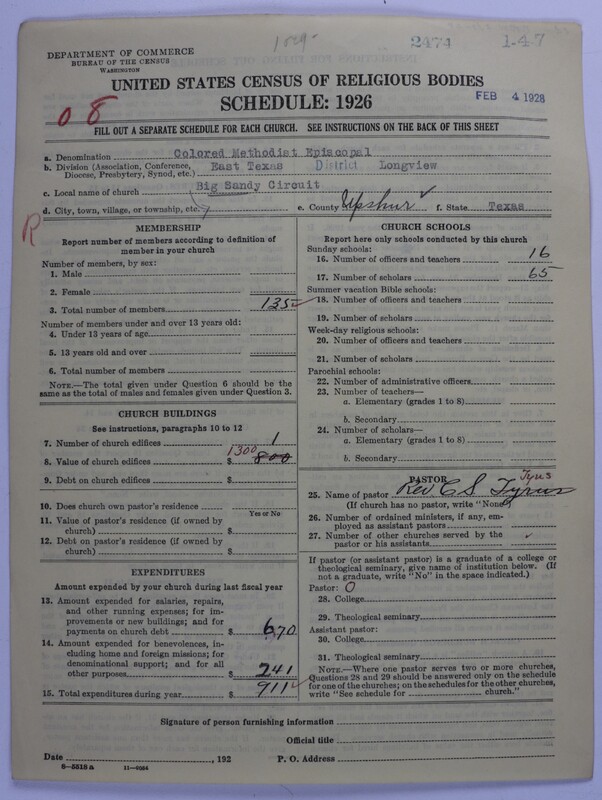 DEPARTMENT OF COMMERCE
BUREAU OF THE CENSUS
WASHINGTON
2474
1-47
UNITED STATES CENSUS OF RELIGIOUS BODIES
SCHEDULE: 1926
FEB 4 1928
08
FILL OUT A SEPARATE SCHEDULE FOR EACH CHURCH. SEE INSTRUCTIONS ON THE BACK OF THIS SHEET
a. Denomination Colored Methodist Episcopal
b. Division (Association, Conference, Diocese, Presbytery, Synod, etc.) East Texas District Longview
c. Local name of church Big Sandy Circuit
d. City, town, village, or township, etc. e. County Upshur f. State Texas
R
MEMBERSHIP
Report number of members according to definition of
member in your church
Number of members, by sex:
1. Male
2. Female
3. Total number of members 135
Number of members under and over 13 years old:
4. Under 13 years of age
5. 13 years old and over
6. Total number of members
NOTE.—The total given under Question 6 should be
the same as the total of males and females given under Question 3.
CHURCH BUILDINGS
See instructions, paragraphs 10 to 12
7. Number of church edifices 1
1300
8. Value of church edifices $ 800
9. Debt on church edifices $
10. Does church own pastor's residence
Yes or No
11. Value of pastor's residence (if owned by
church) $
12. Debt on pastor's residence (if owned by
church) $
EXPENDITURES
Amount expended by your church during last fiscal year
13. Amount expended for salaries, repairs,
and other running expenses; for im-
provements or new buildings; and for
payments on church debt $ 670
14. Amount expended for benevolences, in-
cluding home and foreign missions; for
denominational support; and for all
other purposes $ 241
15. Total expenditures during year $ 911
CHURCH SCHOOLS
Report here only schools conducted by this church
Sunday schools:
16. Number of officers and teachers 16
17. Number of scholars 65
Summer vacation Bible schools:
18. Number of officers and teachers
19. Number of scholars
Week-day religious schools:
20. Number of officers and teachers
21. Number of scholars
Parochial schools:
22. Number of administrative officers
23. Number of teachers—
a. Elementary (grades 1 to 8)
b. Secondary
24. Number of scholars—
a. Elementary (grades 1 to 8)
b. Secondary
PASTOR
Tyus
25. Name of pastor Rev C S Tyrus
(If church has no pastor, write "None")
26. Number of ordained ministers, if any, em-
ployed as assistant pastors
27. Number of other churches served by the
pastor or his assistants
If pastor (or assistant pastor) is a graduate of a college or
theological seminary, give name of institution below. (If
not a graduate, write "No" in the space indicated.)
Pastor: 0
28. College
29. Theological seminary
Assistant pastor:
30. College
31. Theological seminary
NOTE.—Where one pastor serves two or more churches,
Questions 28 and 29 should be answered only on the schedule
for one of the churches; on the schedules for the other churches,
write "See schedule for church."
Signature of person furnishing information
Official title
Date , 192 P. O. Address
6—5318a 11—9354